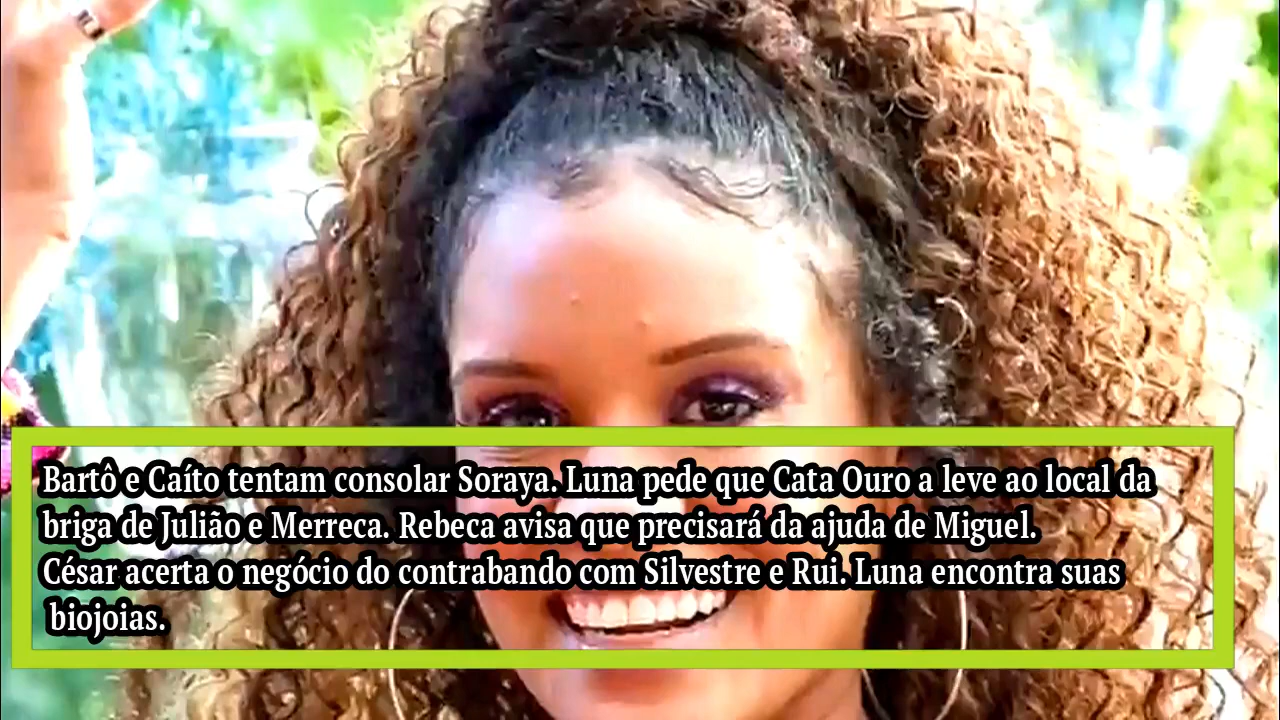 Bartô e Caíto tentam consolar Soraya. Luna pede que Cata Ouro a leve ao local da
briga de Julião e Merreca. Rebeca avisa que precisará da ajuda de Miguel.
César acerta o negócio do contrabando com Silvestre e Rui. Luna encontra suas
biojoias.